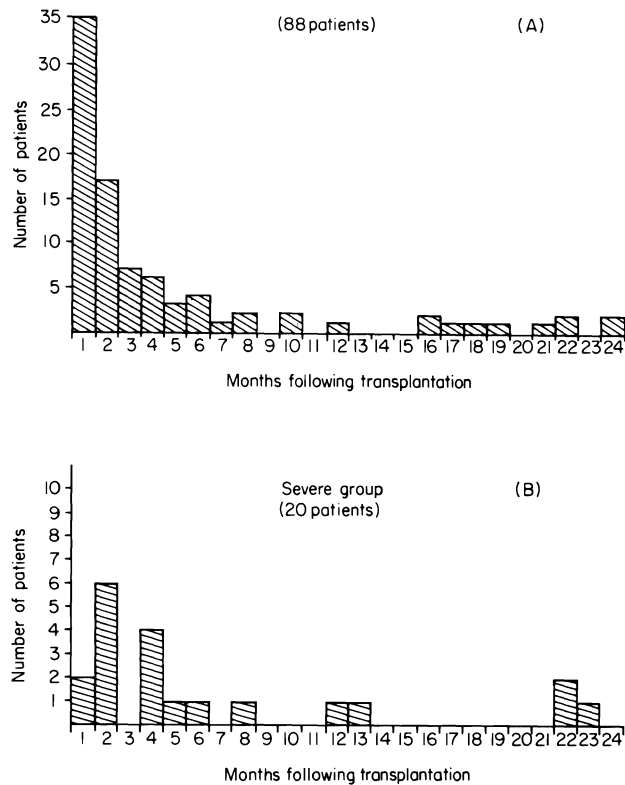 (88 patients) (A)
Number of patients
35
30
25
20
15
10
5
1 2 3 4 5 6 7 8 9 10 11 12 13 14 15 16 17 18 19 20 21 22 23 24
Months following transplantation
Severe group (B)
(20 patients)
Number of patients
10
9
8
7
6
5
4
3
2
1
1 2 3 4 5 6 7 8 9 10 11 12 13 14 15 16 17 18 19 20 21 22 23 24
Months following transplantation